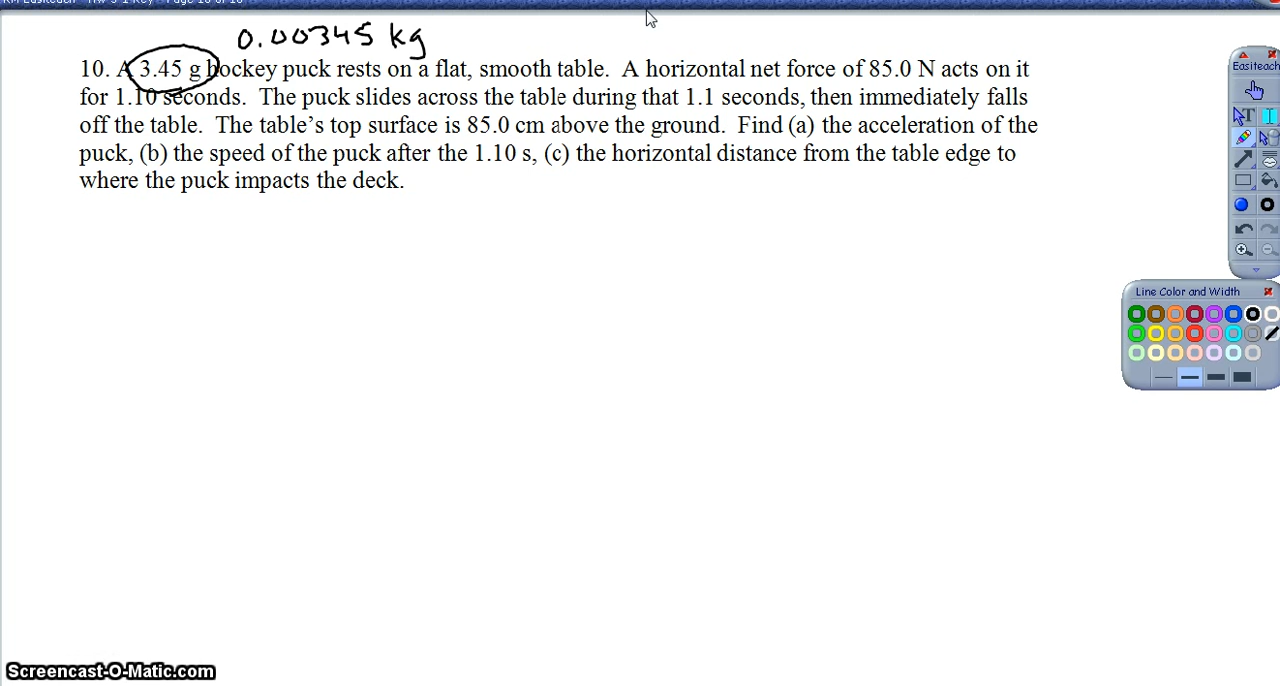 0.00345 kg
10. A 3.45 g hockey puck rests on a flat, smooth table. A horizontal net force of 85.0 N acts on it
for 1.10 seconds. The puck slides across the table during that 1.1 seconds, then immediately falls
off the table. The table's top surface is 85.0 cm above the ground. Find (a) the acceleration of the
puck, (b) the speed of the puck after the 1.10 s, (c) the horizontal distance from the table edge to
where the puck impacts the deck.
Easiteach
Line Color and Width
Screencast-O-Matic.com